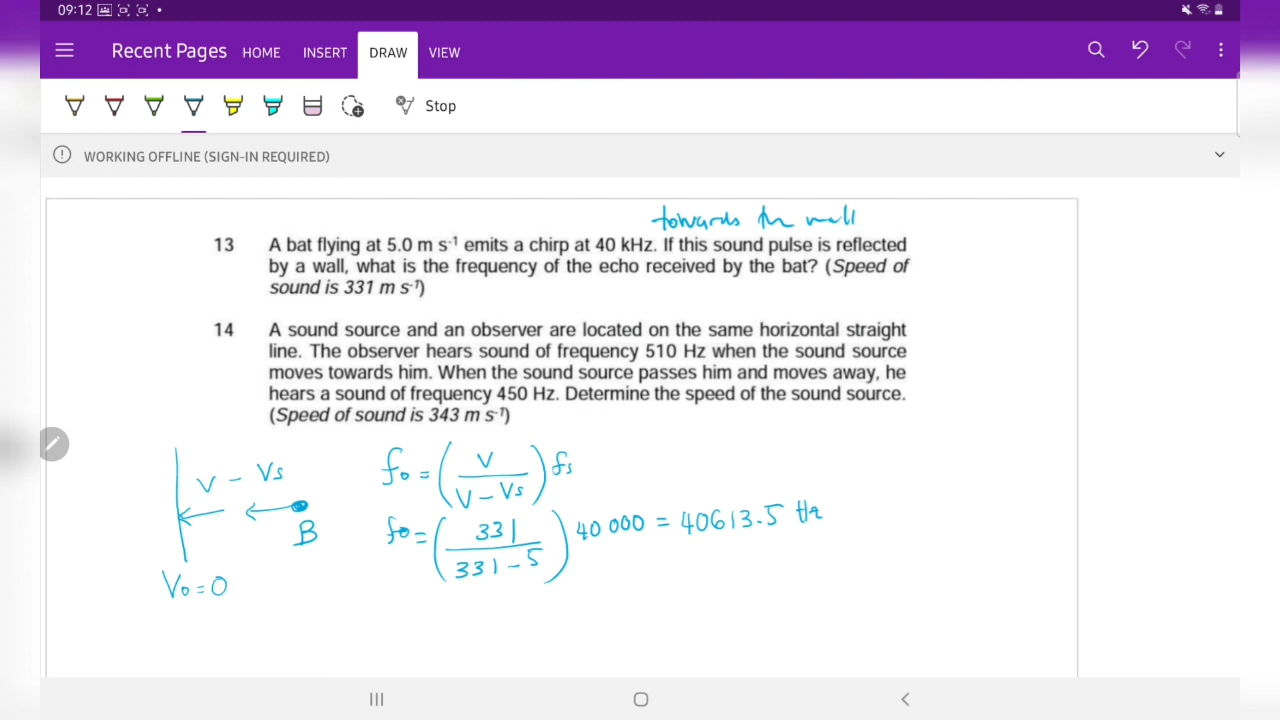 09:12
Recent Pages HOME INSERT DRAW VIEW
Stop
WORKING OFFLINE (SIGN-IN REQUIRED)
towards the wall
13 A bat flying at 5.0 m s⁻¹ emits a chirp at 40 kHz. If this sound pulse is reflected
by a wall, what is the frequency of the echo received by the bat? (Speed of
sound is 331 m s⁻¹)
14 A sound source and an observer are located on the same horizontal straight
line. The observer hears sound of frequency 510 Hz when the sound source
moves towards him. When the sound source passes him and moves away, he
hears a sound of frequency 450 Hz. Determine the speed of the sound source.
(Speed of sound is 343 m s⁻¹)
V - Vs
B
Vo = 0
fo = (V / (V - Vs)) fs
fo = (331 / (331 - 5)) 40 000 = 40613.5 Hz